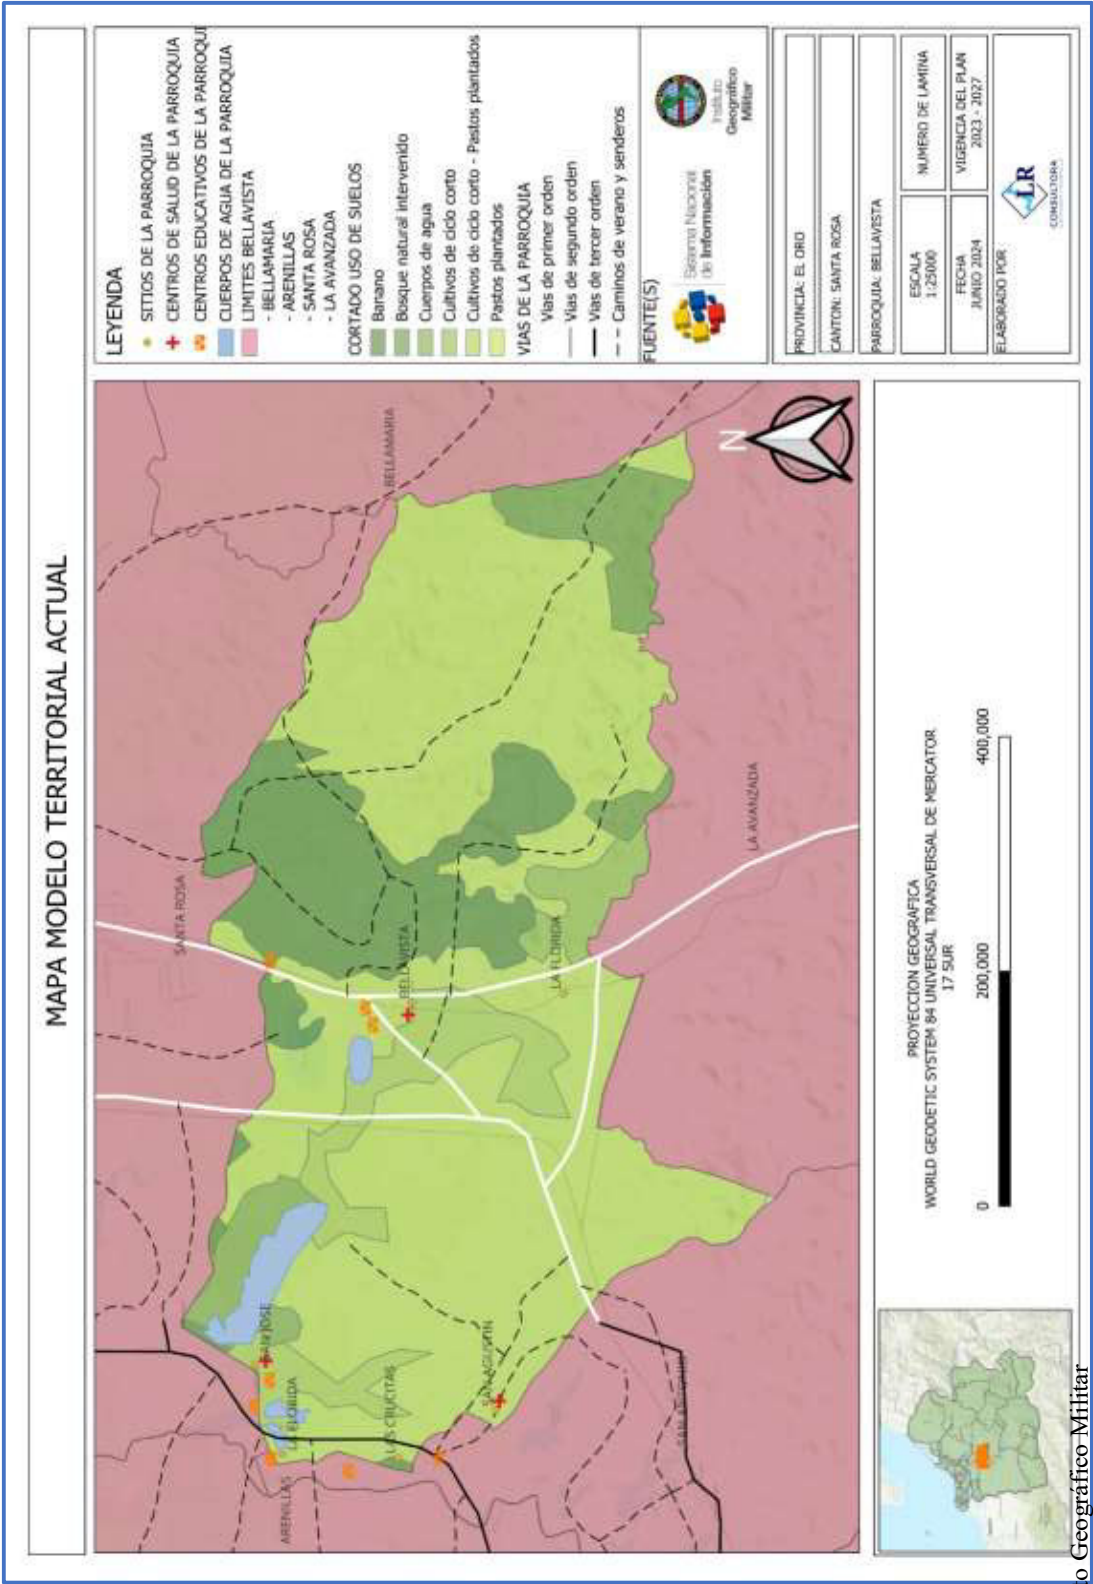 MAPA MODELO TERRITORIAL ACTUAL
SANTA ROSA
BELLAMARIA
BELLAVISTA
LA FLORIDA
LA AVANZADA
SAN JOSE
LA FLORIDA
LAS CRUCITAS
SAN AGUSTIN
ARENILLAS
N
LEYENDA
SITIOS DE LA PARROQUIA
CENTROS DE SALUD DE LA PARROQUIA
CENTROS EDUCATIVOS DE LA PARROQUI
CUERPOS DE AGUA DE LA PARROQUIA
LIMITES BELLAVISTA
- BELLAMARIA
- ARENILLAS
- SANTA ROSA
- LA AVANZADA
CORTADO USO DE SUELOS
Banano
Bosque natural intervenido
Cuerpos de agua
Cultivos de ciclo corto
Cultivos de ciclo corto - Pastos plantados
Pastos plantados
VIAS DE LA PARROQUIA
Vias de primer orden
Vias de segundo orden
Vias de tercer orden
Caminos de verano y senderos
FUENTE(S)
Sistema Nacional
de Información
Instituto
Geográfico
Militar
PROVINCIA: EL ORO
CANTON: SANTA ROSA
PARROQUIA: BELLAVISTA
ESCALA
1:25000
NUMERO DE LAMINA
FECHA
JUNIO 2024
VIGENCIA DEL PLAN
2023 - 2027
ELABORADO POR
LR
CONSULTORA
PROYECCION GEOGRAFICA
WORLD GEODETIC SYSTEM 84 UNIVERSAL TRANSVERSAL DE MERCATOR
17 SUR
0 200,000 400,000
to Geográfico Militar